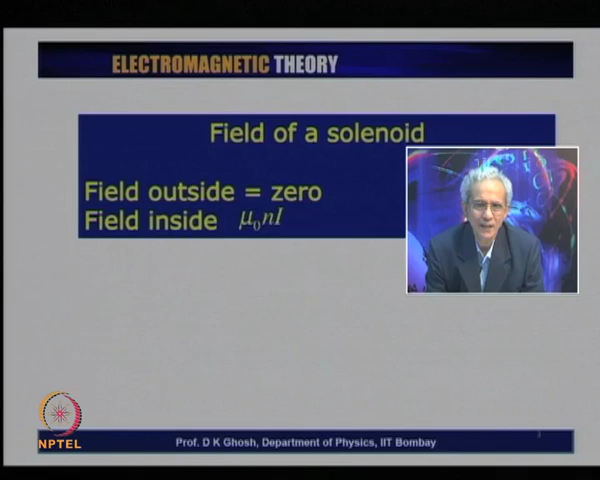 ELECTROMAGNETIC THEORY
Field of a solenoid
Field outside = zero
Field inside μ₀nI
NPTEL
Prof. D K Ghosh, Department of Physics, IIT Bombay
3